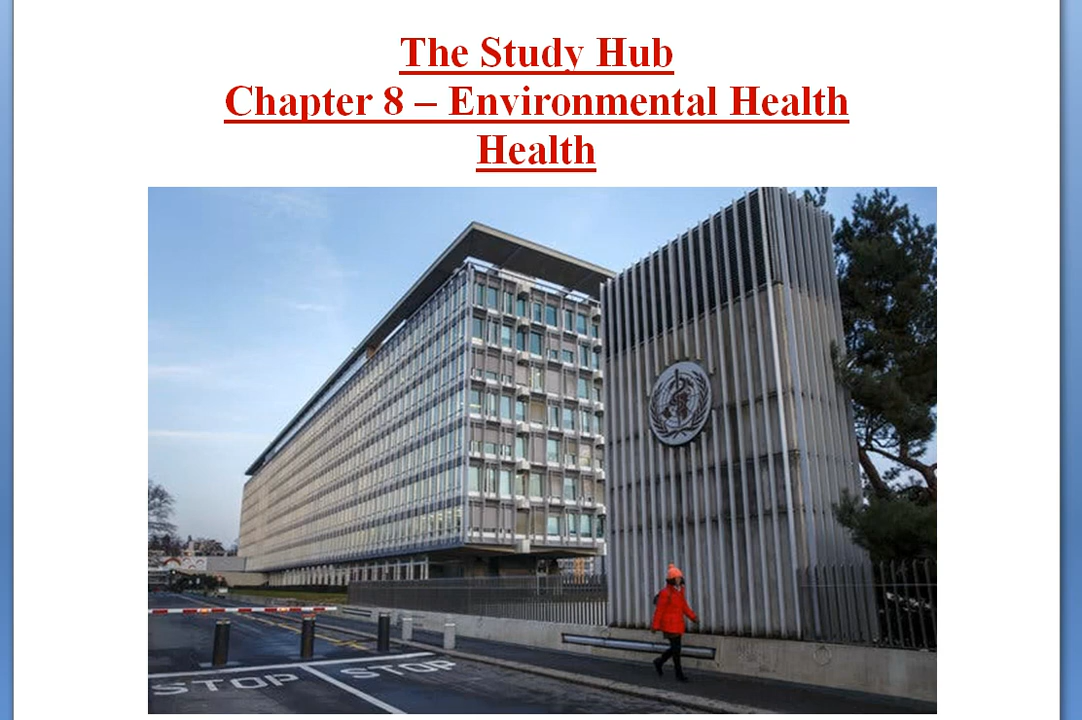 The Study Hub
Chapter 8 – Environmental Health
Health
STOP STOP